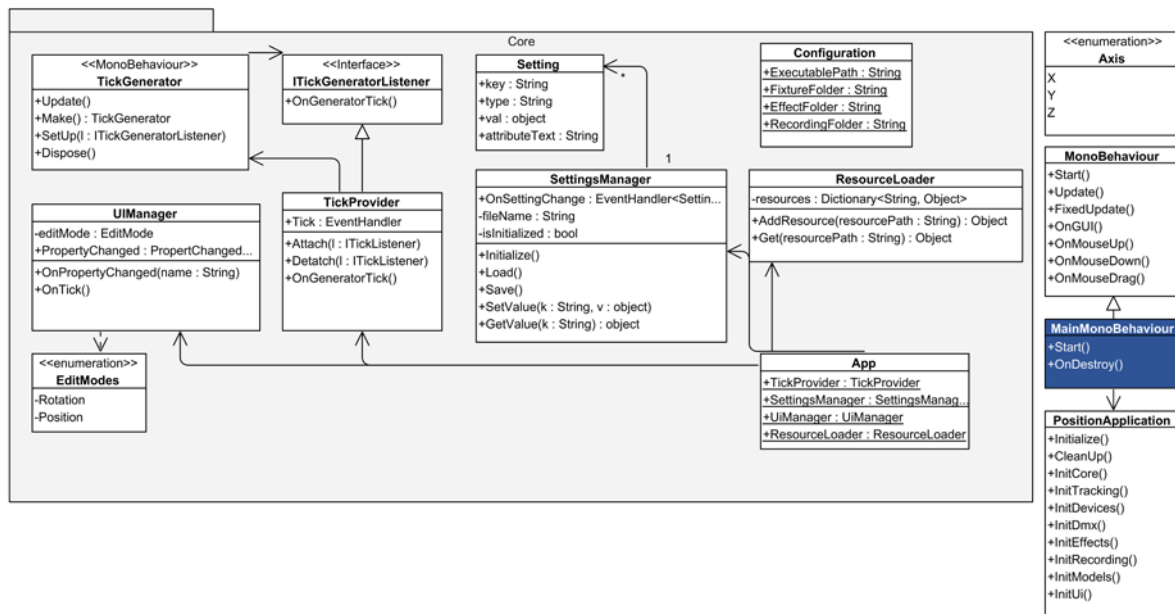 Core
<<MonoBehaviour>>
TickGenerator
+Update()
+Make() : TickGenerator
+SetUp(l : ITickGeneratorListener)
+Dispose()
<<Interface>>
ITickGeneratorListener
+OnGeneratorTick()
Setting
+key : String
+type : String
+val : object
+attributeText : String
*
1
Configuration
+ExecutablePath : String
+FixtureFolder : String
+EffectFolder : String
+RecordingFolder : String
UIManager
-editMode : EditMode
+PropertyChanged : PropertChanged...
+OnPropertyChanged(name : String)
+OnTick()
TickProvider
+Tick : EventHandler
+Attach(l : ITickListener)
+Detatch(l : ITickListener)
+OnGeneratorTick()
SettingsManager
+OnSettingChange : EventHandler<Settin...
-fileName : String
-isInitialized : bool
+Initialize()
+Load()
+Save()
+SetValue(k : String, v : object)
+GetValue(k : String) : object
ResourceLoader
-resources : Dictionary<String, Object>
+AddResource(resourcePath : String) : Object
+Get(resourcePath : String) : Object
<<enumeration>>
EditModes
-Rotation
-Position
App
+TickProvider : TickProvider
+SettingsManager : SettingsManag...
+UiManager : UiManager
+ResourceLoader : ResourceLoader
<<enumeration>>
Axis
X
Y
Z
MonoBehaviour
+Start()
+Update()
+FixedUpdate()
+OnGUI()
+OnMouseUp()
+OnMouseDown()
+OnMouseDrag()
MainMonoBehaviour
+Start()
+OnDestroy()
PositionApplication
+Initialize()
+CleanUp()
+InitCore()
+InitTracking()
+InitDevices()
+InitDmx()
+InitEffects()
+InitRecording()
+InitModels()
+InitUi()